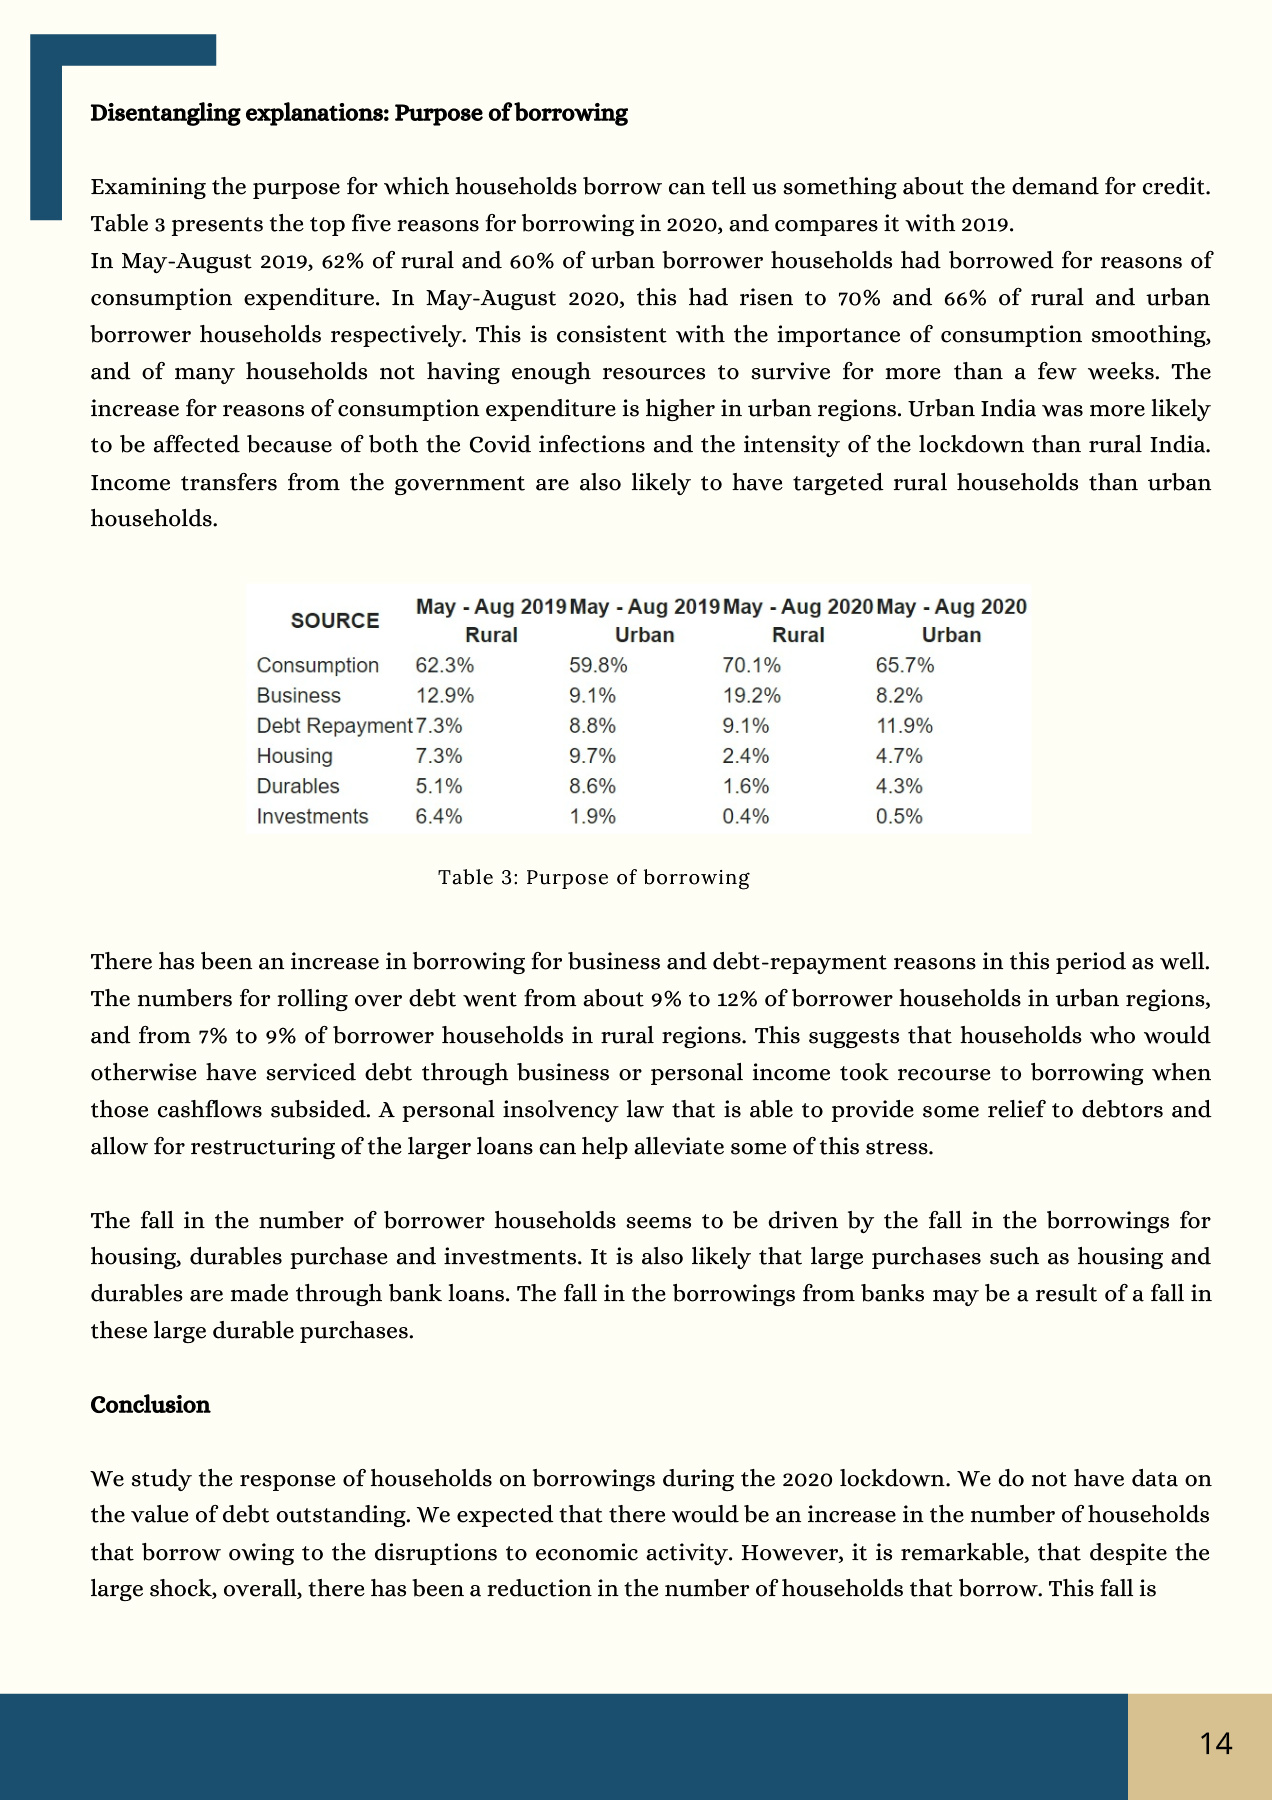 Disentangling explanations: Purpose of borrowing
Examining the purpose for which households borrow can tell us something about the demand for credit.
Table 3 presents the top five reasons for borrowing in 2020, and compares it with 2019.
In May-August 2019, 62% of rural and 60% of urban borrower households had borrowed for reasons of
consumption expenditure. In May-August 2020, this had risen to 70% and 66% of rural and urban
borrower households respectively. This is consistent with the importance of consumption smoothing,
and of many households not having enough resources to survive for more than a few weeks. The
increase for reasons of consumption expenditure is higher in urban regions. Urban India was more likely
to be affected because of both the Covid infections and the intensity of the lockdown than rural India.
Income transfers from the government are also likely to have targeted rural households than urban
households.
SOURCE May - Aug 2019 Rural May - Aug 2019 Urban May - Aug 2020 Rural May - Aug 2020 Urban
Consumption 62.3% 59.8% 70.1% 65.7%
Business 12.9% 9.1% 19.2% 8.2%
Debt Repayment 7.3% 8.8% 9.1% 11.9%
Housing 7.3% 9.7% 2.4% 4.7%
Durables 5.1% 8.6% 1.6% 4.3%
Investments 6.4% 1.9% 0.4% 0.5%
Table 3: Purpose of borrowing
There has been an increase in borrowing for business and debt-repayment reasons in this period as well.
The numbers for rolling over debt went from about 9% to 12% of borrower households in urban regions,
and from 7% to 9% of borrower households in rural regions. This suggests that households who would
otherwise have serviced debt through business or personal income took recourse to borrowing when
those cashflows subsided. A personal insolvency law that is able to provide some relief to debtors and
allow for restructuring of the larger loans can help alleviate some of this stress.
The fall in the number of borrower households seems to be driven by the fall in the borrowings for
housing, durables purchase and investments. It is also likely that large purchases such as housing and
durables are made through bank loans. The fall in the borrowings from banks may be a result of a fall in
these large durable purchases.
Conclusion
We study the response of households on borrowings during the 2020 lockdown. We do not have data on
the value of debt outstanding. We expected that there would be an increase in the number of households
that borrow owing to the disruptions to economic activity. However, it is remarkable, that despite the
large shock, overall, there has been a reduction in the number of households that borrow. This fall is
14